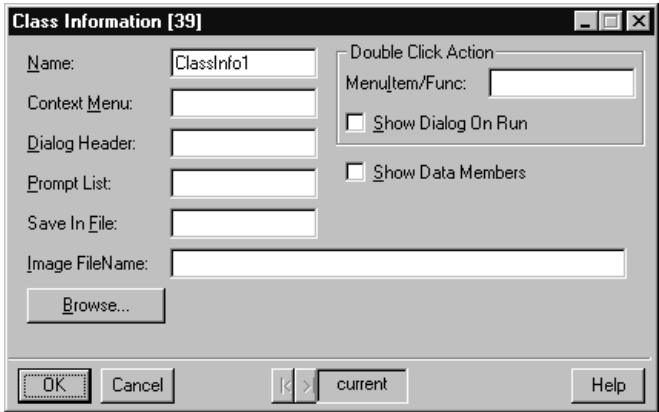 Class Information [39]
Name: ClassInfo1
Context Menu:
Dialog Header:
Prompt List:
Save In File:
Image FileName:
Browse...
Double Click Action
MenuItem/Func:
Show Dialog On Run
Show Data Members
OK Cancel current Help